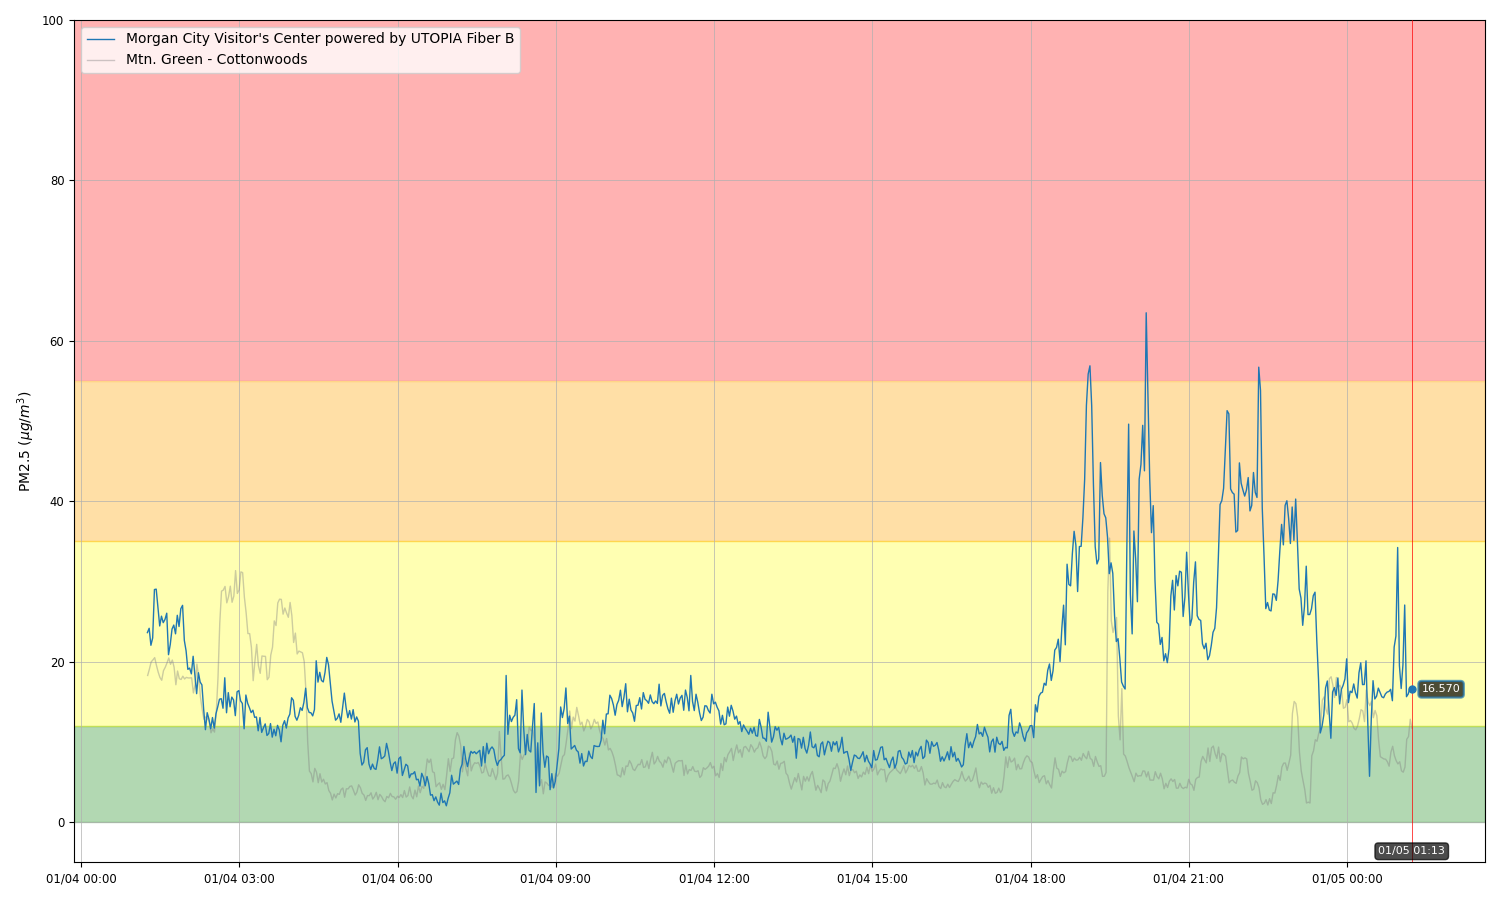 100
80
60
40
20
0
PM2.5 (μg/m³)
Morgan City Visitor's Center powered by UTOPIA Fiber B
Mtn. Green - Cottonwoods
16.570
01/05 01:13
01/04 00:00 01/04 03:00 01/04 06:00 01/04 09:00 01/04 12:00 01/04 15:00 01/04 18:00 01/04 21:00 01/05 00:00